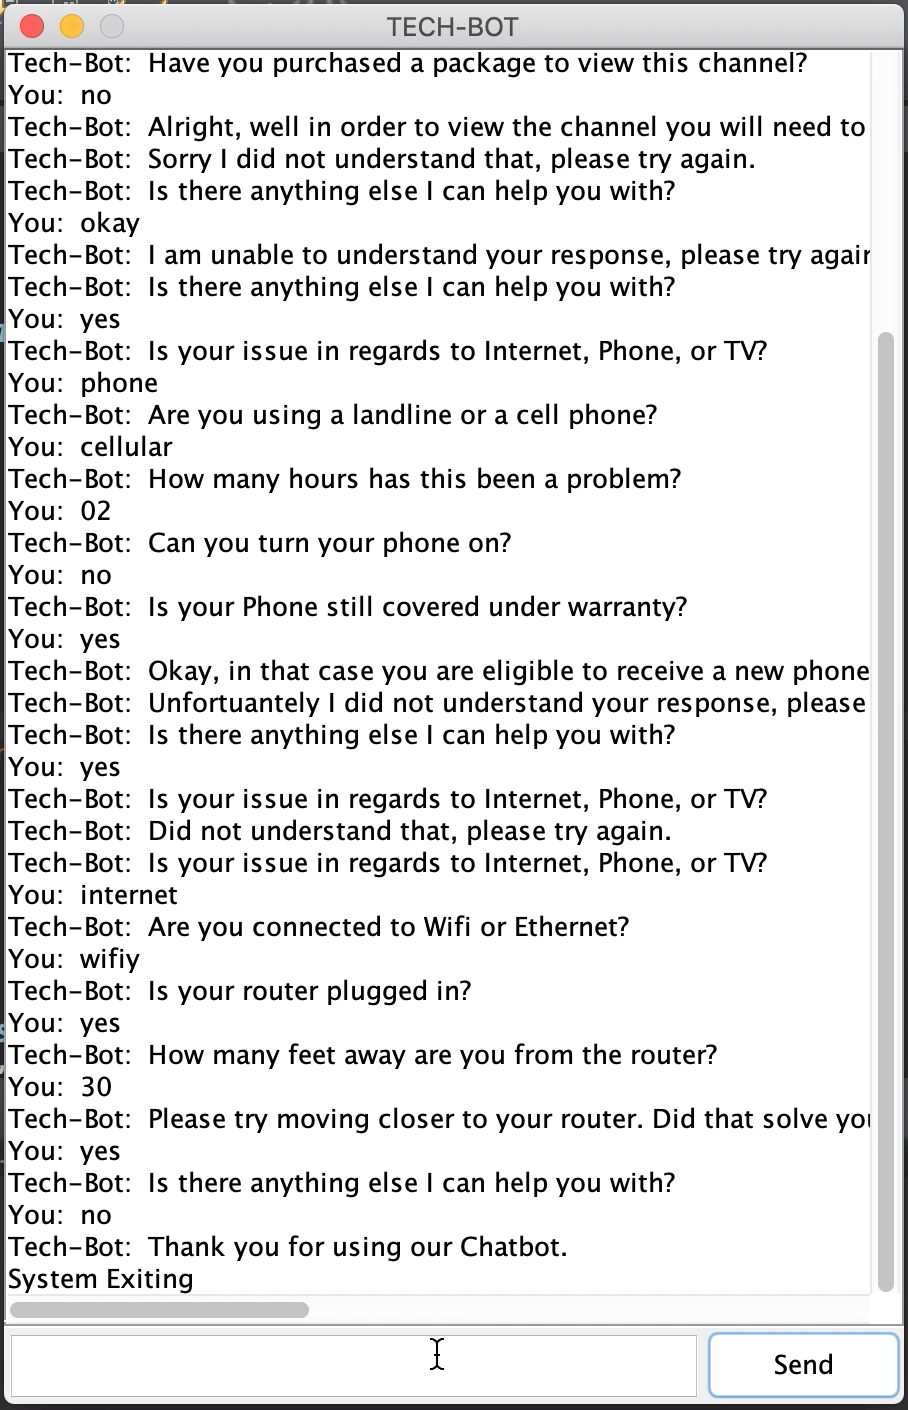 TECH-BOT
Tech-Bot: Have you purchased a package to view this channel?
You: no
Tech-Bot: Alright, well in order to view the channel you will need to
Tech-Bot: Sorry I did not understand that, please try again.
Tech-Bot: Is there anything else I can help you with?
You: okay
Tech-Bot: I am unable to understand your response, please try again
Tech-Bot: Is there anything else I can help you with?
You: yes
Tech-Bot: Is your issue in regards to Internet, Phone, or TV?
You: phone
Tech-Bot: Are you using a landline or a cell phone?
You: cellular
Tech-Bot: How many hours has this been a problem?
You: 02
Tech-Bot: Can you turn your phone on?
You: no
Tech-Bot: Is your Phone still covered under warranty?
You: yes
Tech-Bot: Okay, in that case you are eligible to receive a new phone
Tech-Bot: Unfortuantely I did not understand your response, please
Tech-Bot: Is there anything else I can help you with?
You: yes
Tech-Bot: Is your issue in regards to Internet, Phone, or TV?
Tech-Bot: Did not understand that, please try again.
Tech-Bot: Is your issue in regards to Internet, Phone, or TV?
You: internet
Tech-Bot: Are you connected to Wifi or Ethernet?
You: wifiy
Tech-Bot: Is your router plugged in?
You: yes
Tech-Bot: How many feet away are you from the router?
You: 30
Tech-Bot: Please try moving closer to your router. Did that solve you
You: yes
Tech-Bot: Is there anything else I can help you with?
You: no
Tech-Bot: Thank you for using our Chatbot.
System Exiting
Send